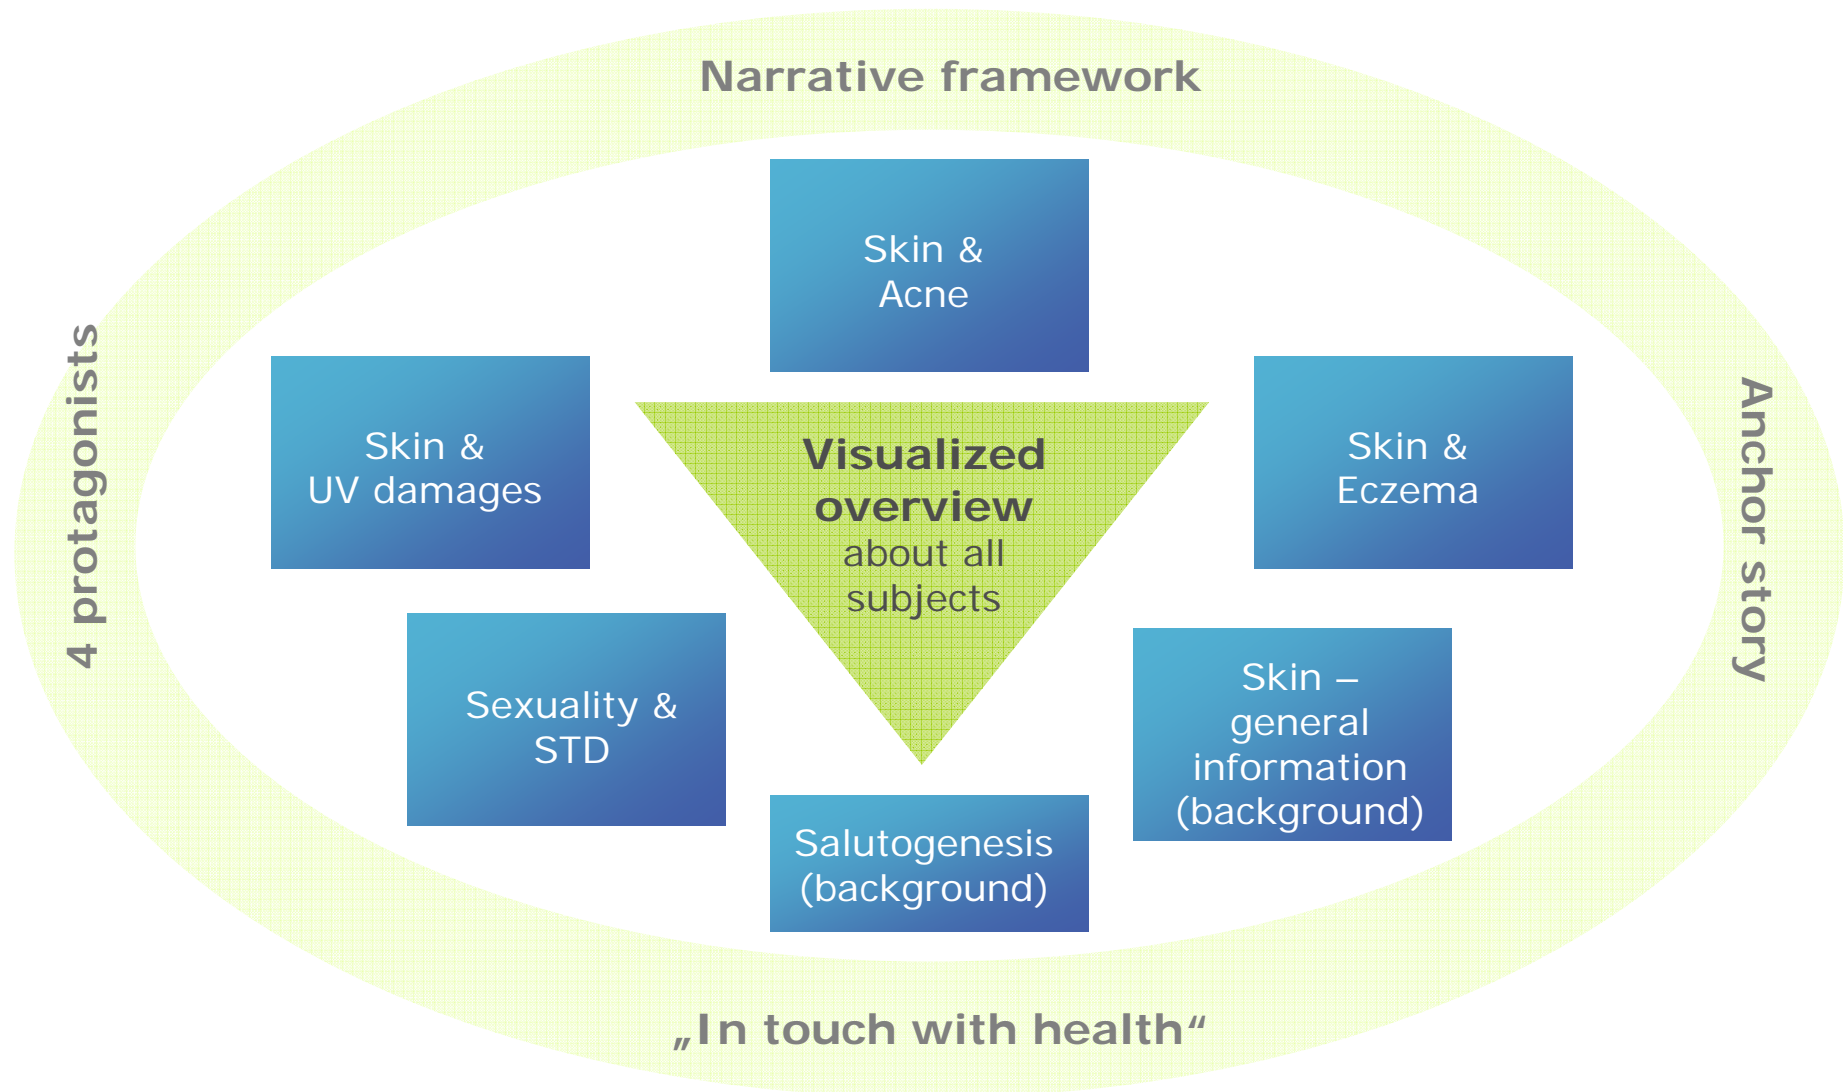 Narrative framework
Skin &
Acne
4 protagonists
Skin &
UV damages
Visualized
overview
about all
subjects
Skin &
Eczema
Anchor story
Sexuality &
STD
Skin –
general
information
(background)
Salutogenesis
(background)
„In touch with health“